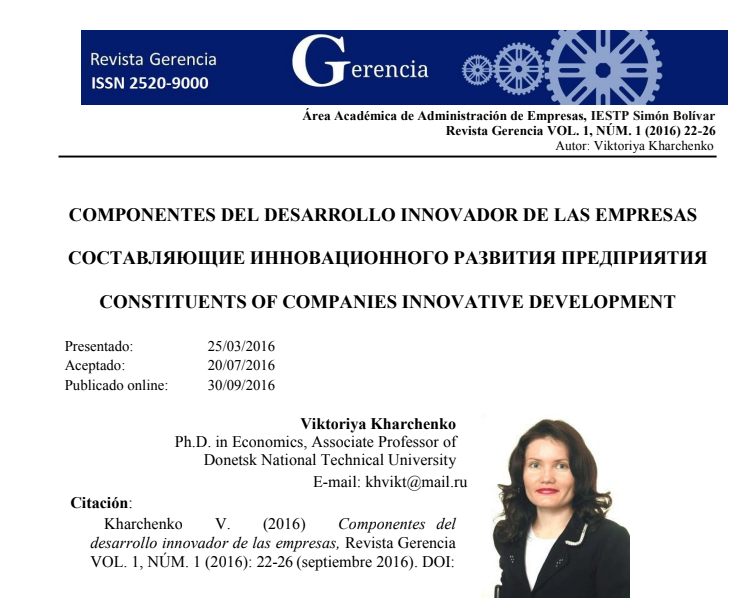 Revista Gerencia
ISSN 2520-9000
Gerencia
Área Académica de Administración de Empresas, IESTP Simón Bolívar
Revista Gerencia VOL. 1, NÚM. 1 (2016) 22-26
Autor: Viktoriya Kharchenko
COMPONENTES DEL DESARROLLO INNOVADOR DE LAS EMPRESAS
СОСТАВЛЯЮЩИЕ ИННОВАЦИОННОГО РАЗВИТИЯ ПРЕДПРИЯТИЯ
CONSTITUENTS OF COMPANIES INNOVATIVE DEVELOPMENT
Presentado: 25/03/2016
Aceptado: 20/07/2016
Publicado online: 30/09/2016
Viktoriya Kharchenko
Ph.D. in Economics, Associate Professor of
Donetsk National Technical University
E-mail: khvikt@mail.ru
Citación:
Kharchenko V. (2016) Componentes del
desarrollo innovador de las empresas, Revista Gerencia
VOL. 1, NÚM. 1 (2016): 22-26 (septiembre 2016). DOI: